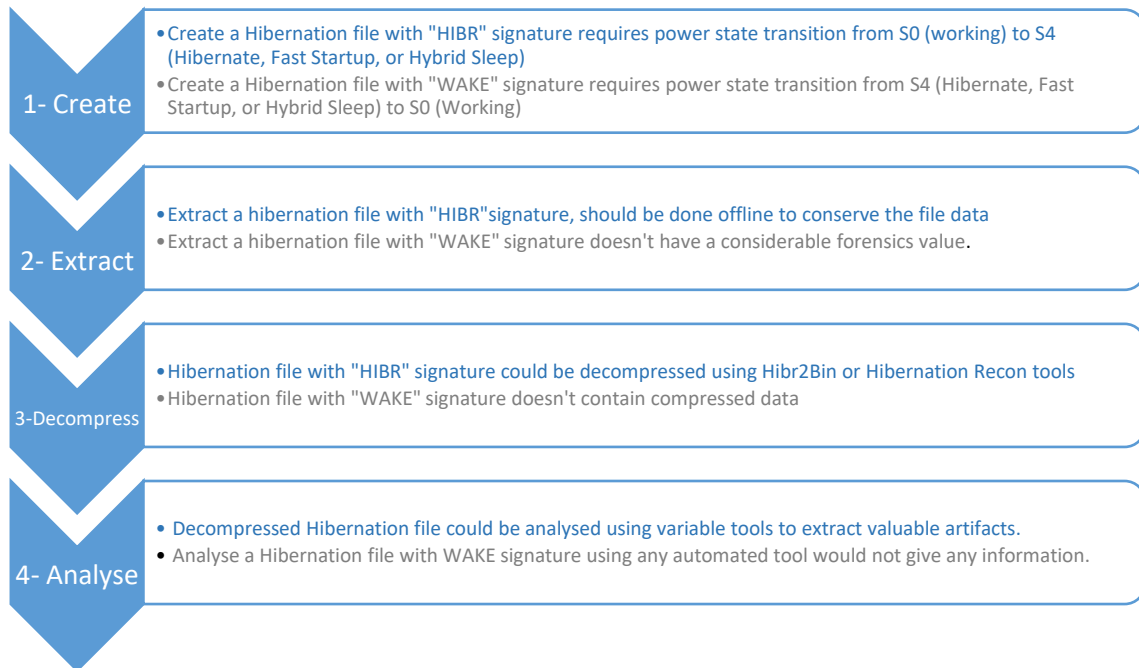 1- Create
•Create a Hibernation file with "HIBR" signature requires power state transition from S0 (working) to S4
(Hibernate, Fast Startup, or Hybrid Sleep)
•Create a Hibernation file with "WAKE" signature requires power state transition from S4 (Hibernate, Fast
Startup, or Hybrid Sleep) to S0 (Working)
2- Extract
•Extract a hibernation file with "HIBR"signature, should be done offline to conserve the file data
•Extract a hibernation file with "WAKE" signature doesn't have a considerable forensics value.
3-Decompress
•Hibernation file with "HIBR" signature could be decompressed using Hibr2Bin or Hibernation Recon tools
•Hibernation file with "WAKE" signature doesn't contain compressed data
4- Analyse
• Decompressed Hibernation file could be analysed using variable tools to extract valuable artifacts.
• Analyse a Hibernation file with WAKE signature using any automated tool would not give any information.